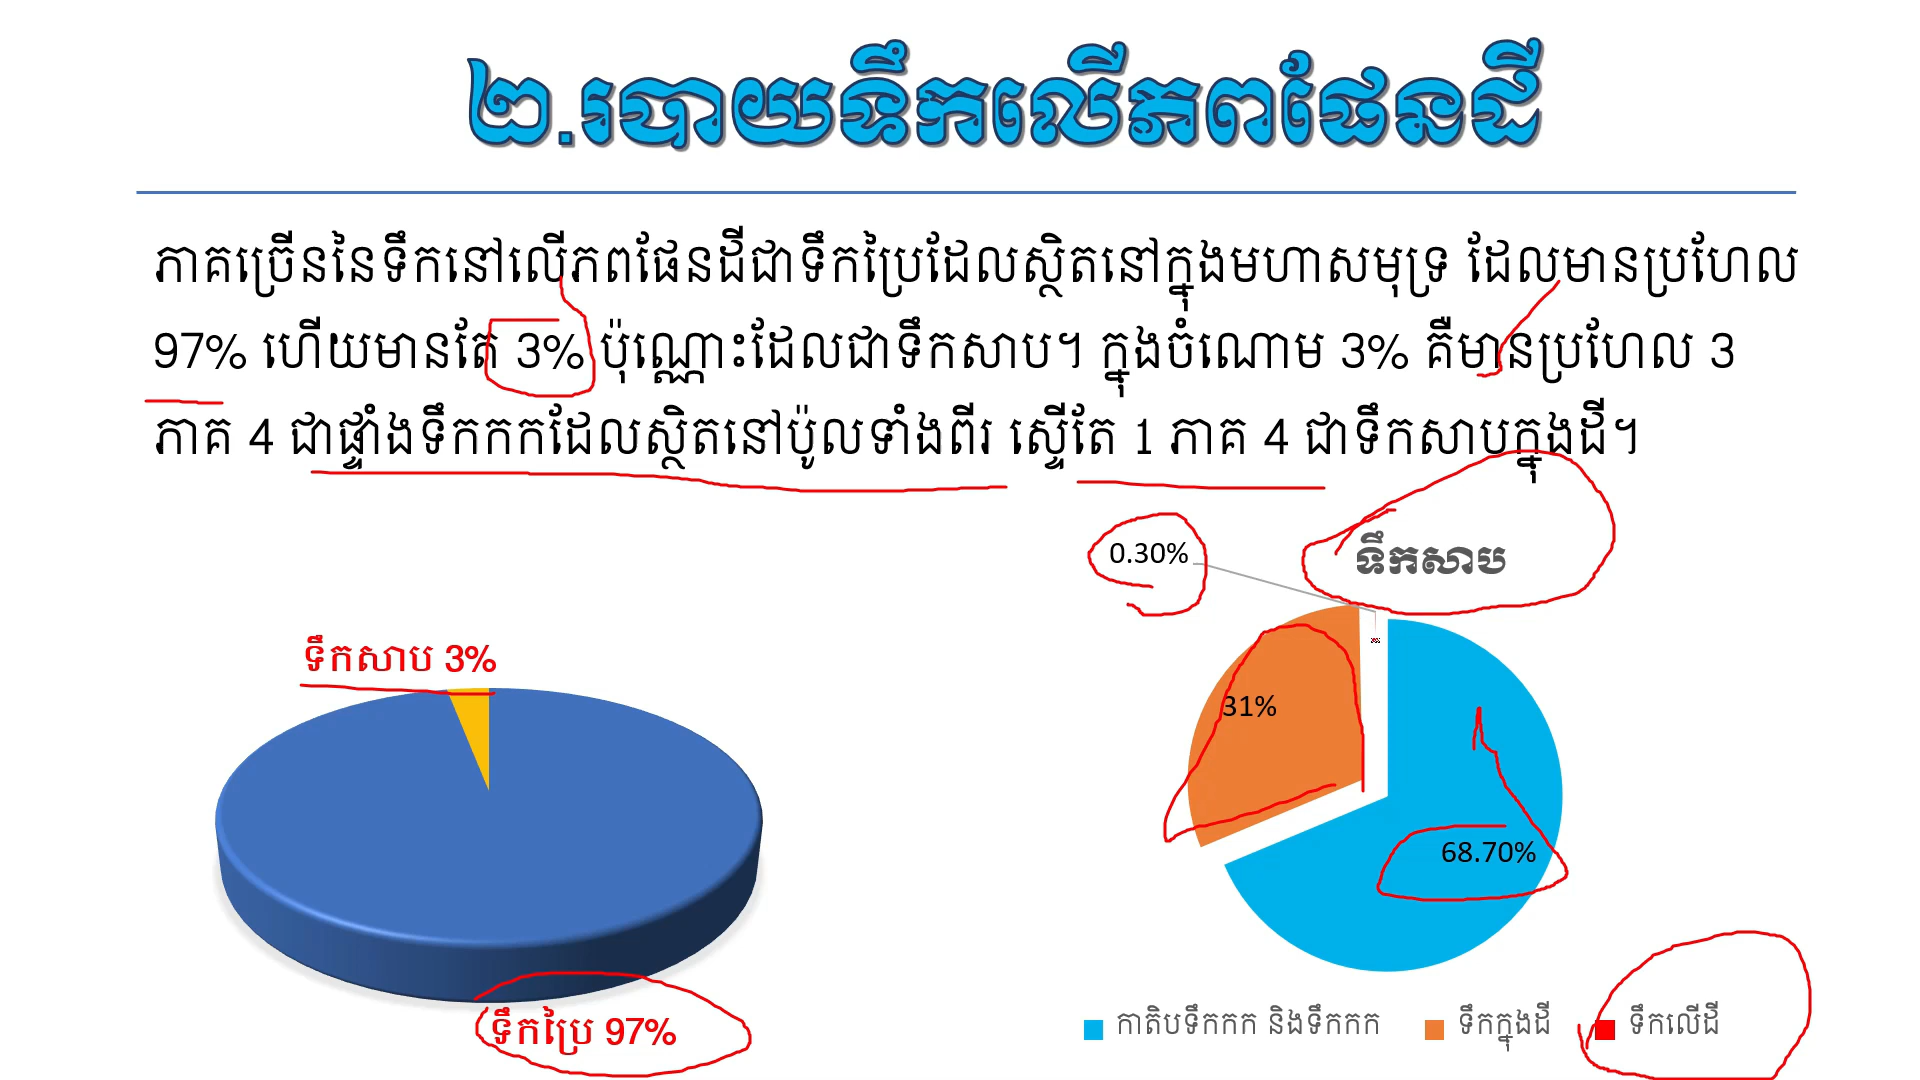 ២.របាយទឹកលើភពផែនដី
ភាគច្រើននៃទឹកនៅលើភពផែនដីជាទឹកប្រៃដែលស្ថិតនៅក្នុងមហាសមុទ្រ ដែលមានប្រហែល
97% ហើយមានតែ 3% ប៉ុណ្ណោះដែលជាទឹកសាប។ ក្នុងចំណោម 3% គឺមានប្រហែល 3
ភាគ 4 ជាផ្ទាំងទឹកកកដែលស្ថិតនៅប៉ូលទាំងពីរ ស្ទើតែ 1 ភាគ 4 ជាទឹកសាបក្នុងដី។
ទឹកសាប 3%
ទឹកប្រៃ 97%
ទឹកសាប
0.30%
31%
68.70%
កាតិបទឹកកក និងទឹកកក
ទឹកក្នុងដី
ទឹកលើដី